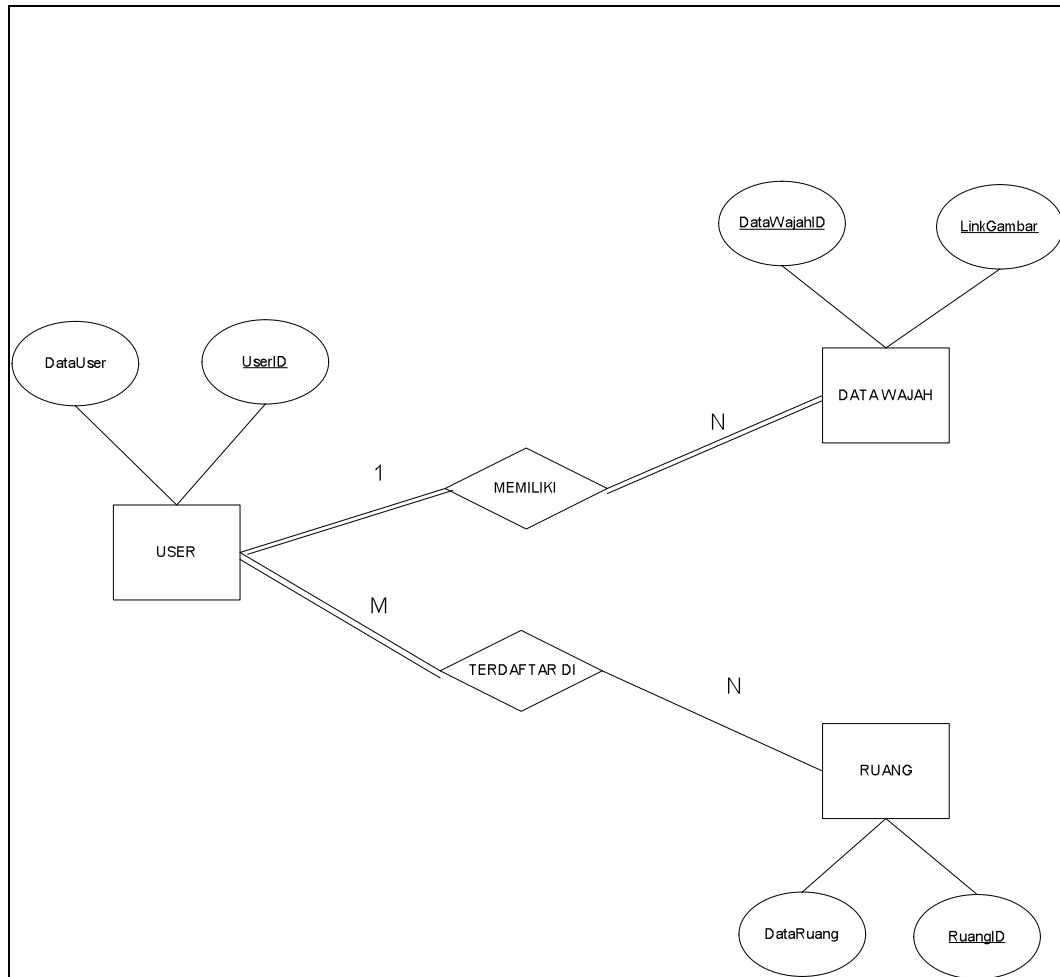 DataWajahID
LinkGambar
DataUser
UserID
DATA WAJAH
N
1
MEMILIKI
USER
M
TERDAFTAR DI
N
RUANG
DataRuang
RuangID